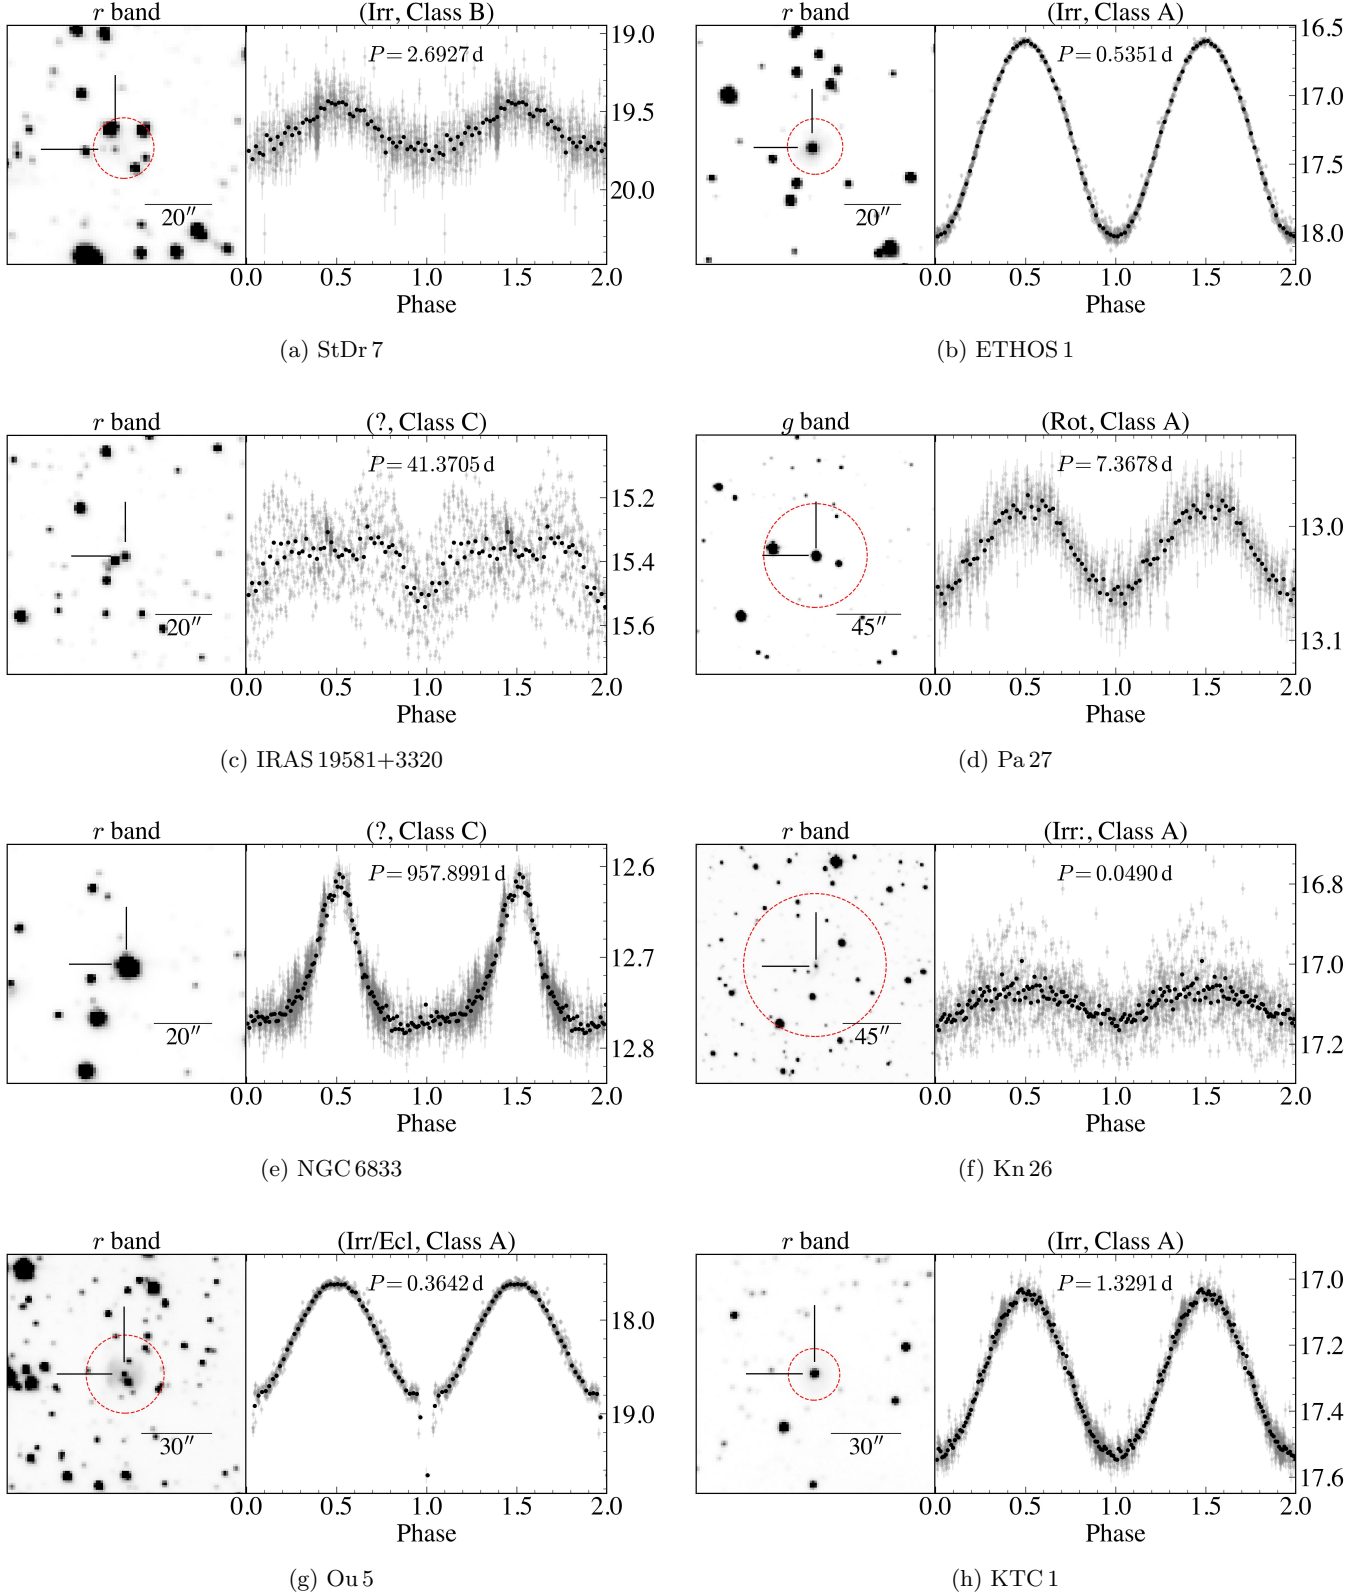 r band
(Irr, Class B)
P = 2.6927 d
19.0
19.5
20.0
20″
0.0 0.5 1.0 1.5 2.0
Phase
(a) StDr 7
r band
(Irr, Class A)
P = 0.5351 d
16.5
17.0
17.5
18.0
20″
0.0 0.5 1.0 1.5 2.0
Phase
(b) ETHOS 1
r band
(?, Class C)
P = 41.3705 d
15.2
15.4
15.6
20″
0.0 0.5 1.0 1.5 2.0
Phase
(c) IRAS 19581+3320
g band
(Rot, Class A)
P = 7.3678 d
13.0
13.1
45″
0.0 0.5 1.0 1.5 2.0
Phase
(d) Pa 27
r band
(?, Class C)
P = 957.8991 d
12.6
12.7
12.8
20″
0.0 0.5 1.0 1.5 2.0
Phase
(e) NGC 6833
r band
(Irr:, Class A)
P = 0.0490 d
16.8
17.0
17.2
45″
0.0 0.5 1.0 1.5 2.0
Phase
(f) Kn 26
r band
(Irr/Ecl, Class A)
P = 0.3642 d
18.0
19.0
30″
0.0 0.5 1.0 1.5 2.0
Phase
(g) Ou 5
r band
(Irr, Class A)
P = 1.3291 d
17.0
17.2
17.4
17.6
30″
0.0 0.5 1.0 1.5 2.0
Phase
(h) KTC 1